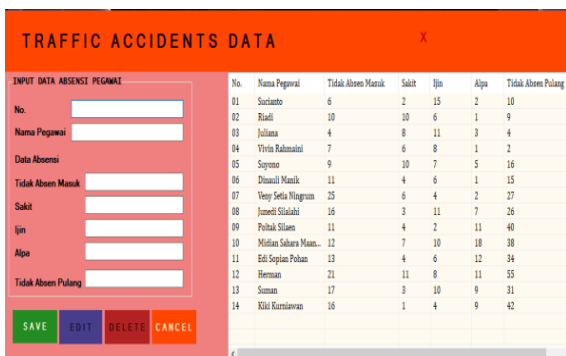 TRAFFIC ACCIDENTS DATA X
INPUT DATA ABSENSI PEGAWAI
No.
Nama Pegawai
Data Absensi
Tidak Absen Masuk
Sakit
Ijin
Alpa
Tidak Absen Pulang
SAVE EDIT DELETE CANCEL
No. Nama Pegawai Tidak Absen Masuk Sakit Ijin Alpa Tidak Absen Pulang
01 Sucianto 6 2 15 2 10
02 Riadi 10 10 6 1 9
03 Juliana 4 8 11 3 4
04 Vivin Rahmaini 7 6 8 1 2
05 Suyono 9 10 7 5 16
06 Dinauli Manik 11 4 6 1 15
07 Veny Setia Ningrum 25 6 4 2 27
08 Junedi Silalahi 16 3 11 7 26
09 Poltak Silaen 11 4 2 11 40
10 Midian Sahara Maan... 12 7 10 18 38
11 Edi Sopian Pohan 13 4 6 12 34
12 Herman 21 11 8 11 55
13 Suman 17 3 10 9 31
14 Kiki Kurniawan 16 1 4 9 42